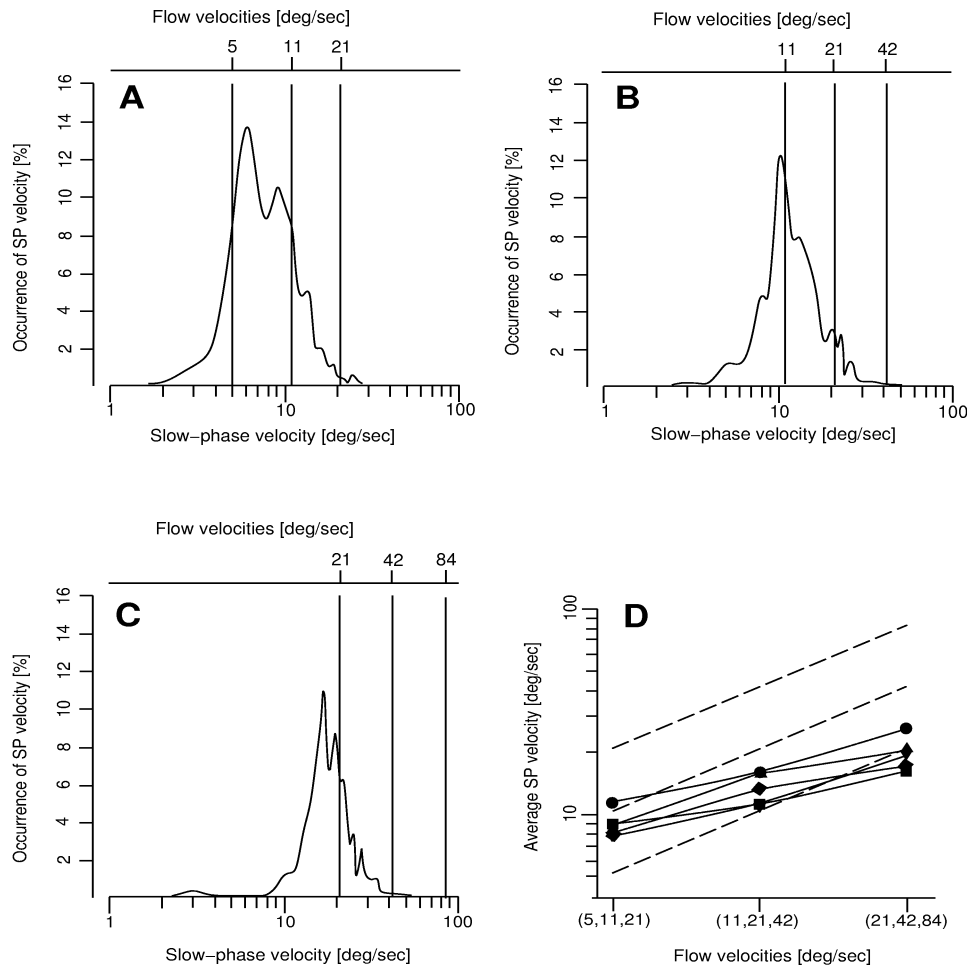 Flow velocities [deg/sec]
5 11 21
A
16
14
12
10
8
6
4
2
Occurrence of SP velocity [%]
1 10 100
Slow–phase velocity [deg/sec]
Flow velocities [deg/sec]
11 21 42
B
16
14
12
10
8
6
4
2
Occurrence of SP velocity [%]
1 10 100
Slow–phase velocity [deg/sec]
Flow velocities [deg/sec]
21 42 84
C
16
14
12
10
8
6
4
2
Occurrence of SP velocity [%]
1 10 100
Slow–phase velocity [deg/sec]
D
100
10
Average SP velocity [deg/sec]
(5,11,21) (11,21,42) (21,42,84)
Flow velocities [deg/sec]